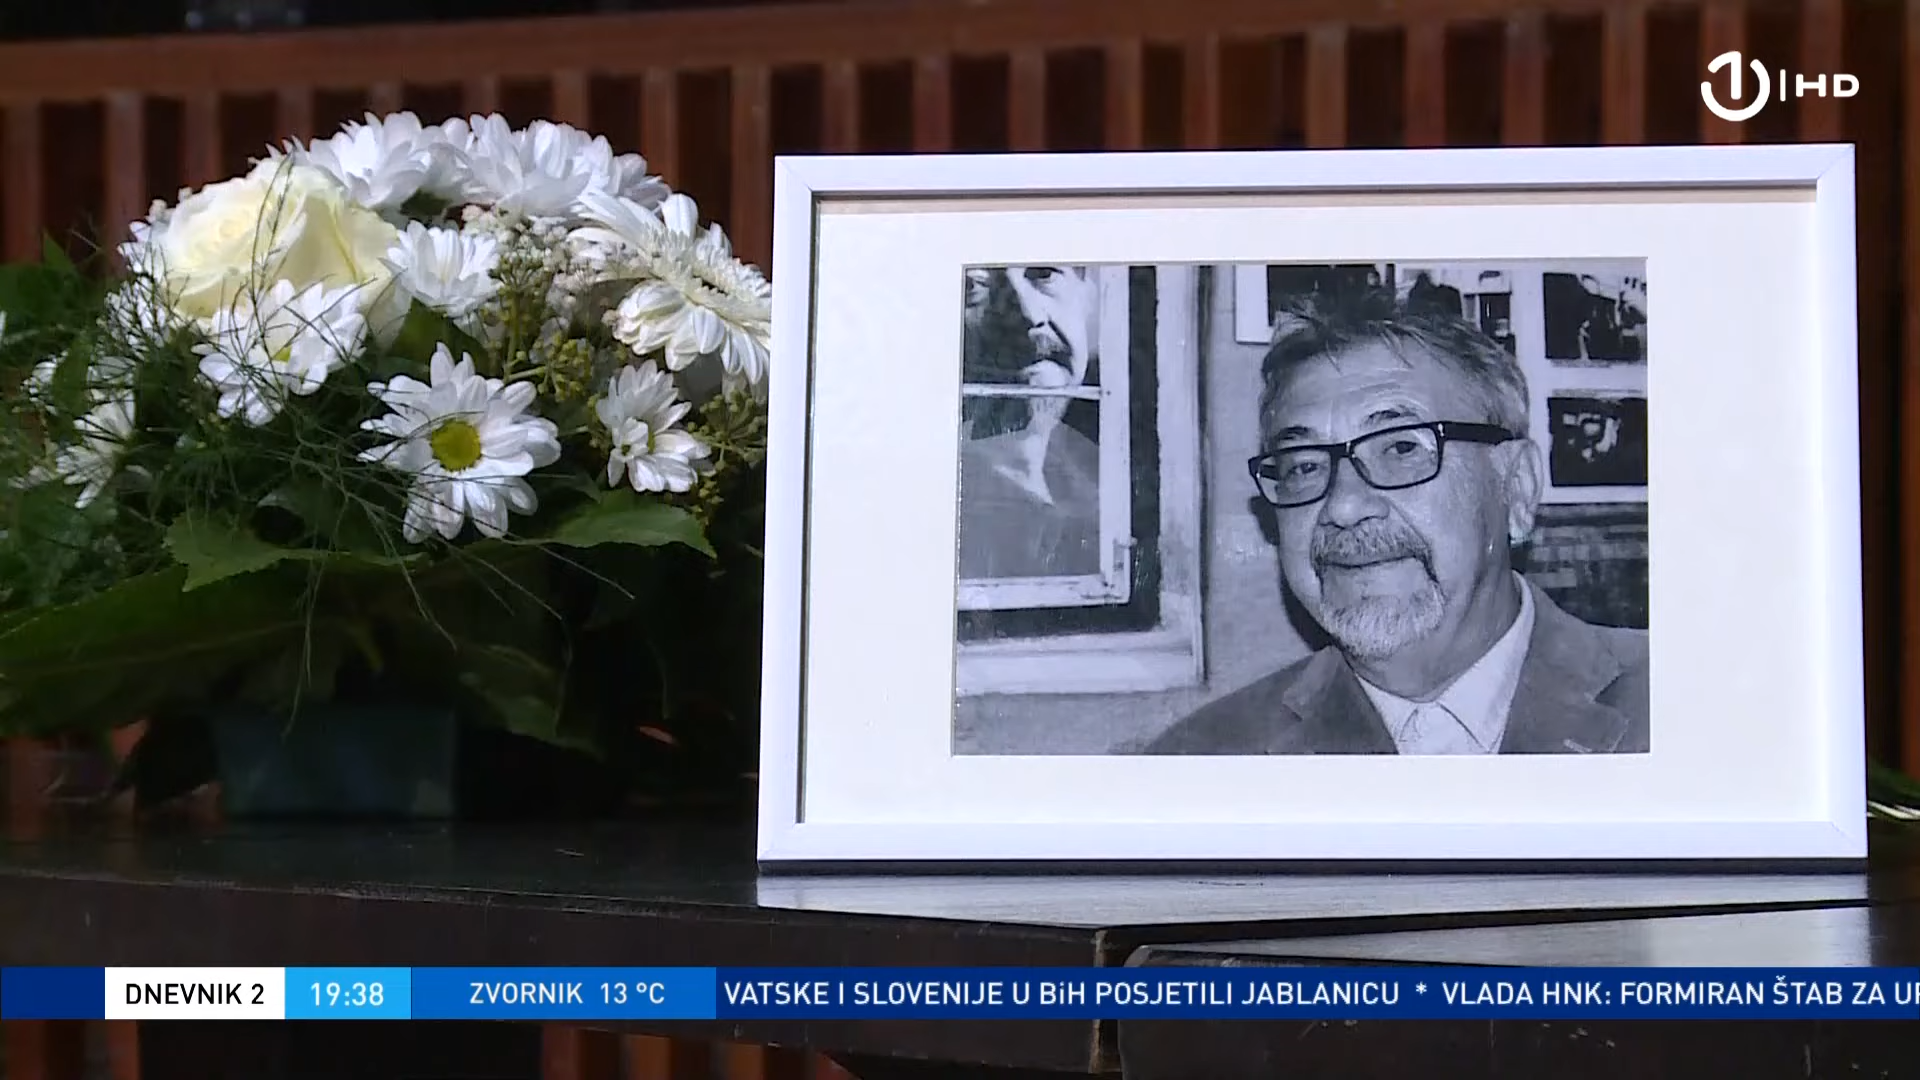 1 | HD
DNEVNIK 2 19:38 ZVORNIK 13 °C VATSKE I SLOVENIJE U BiH POSJETILI JABLANICU * VLADA HNK: FORMIRAN ŠTAB ZA